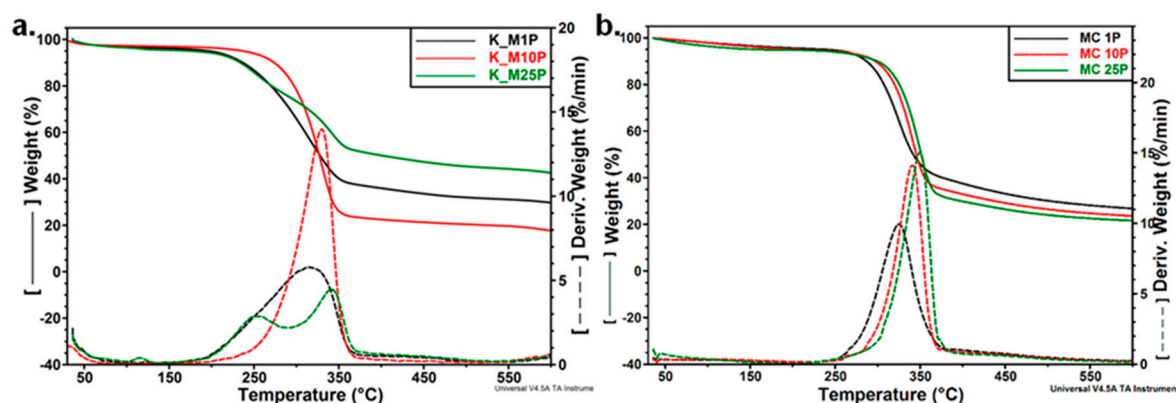 a.
K_M1P
K_M10P
K_M25P
[ —— ] Weight (%)
100
80
60
40
20
0
-20
-40
20
15
10
5
0
[ – – – – ] Deriv. Weight (%/min)
50 150 250 350 450 550
Temperature (°C)
Universal V4.5A TA Instrume
b.
MC 1P
MC 10P
MC 25P
[ —— ] Weight (%)
100
80
60
40
20
0
-20
-40
20
15
10
5
0
[ – – – – ] Deriv. Weight (%/min)
50 150 250 350 450 550
Temperature (°C)
Universal V4.5A TA Instrume